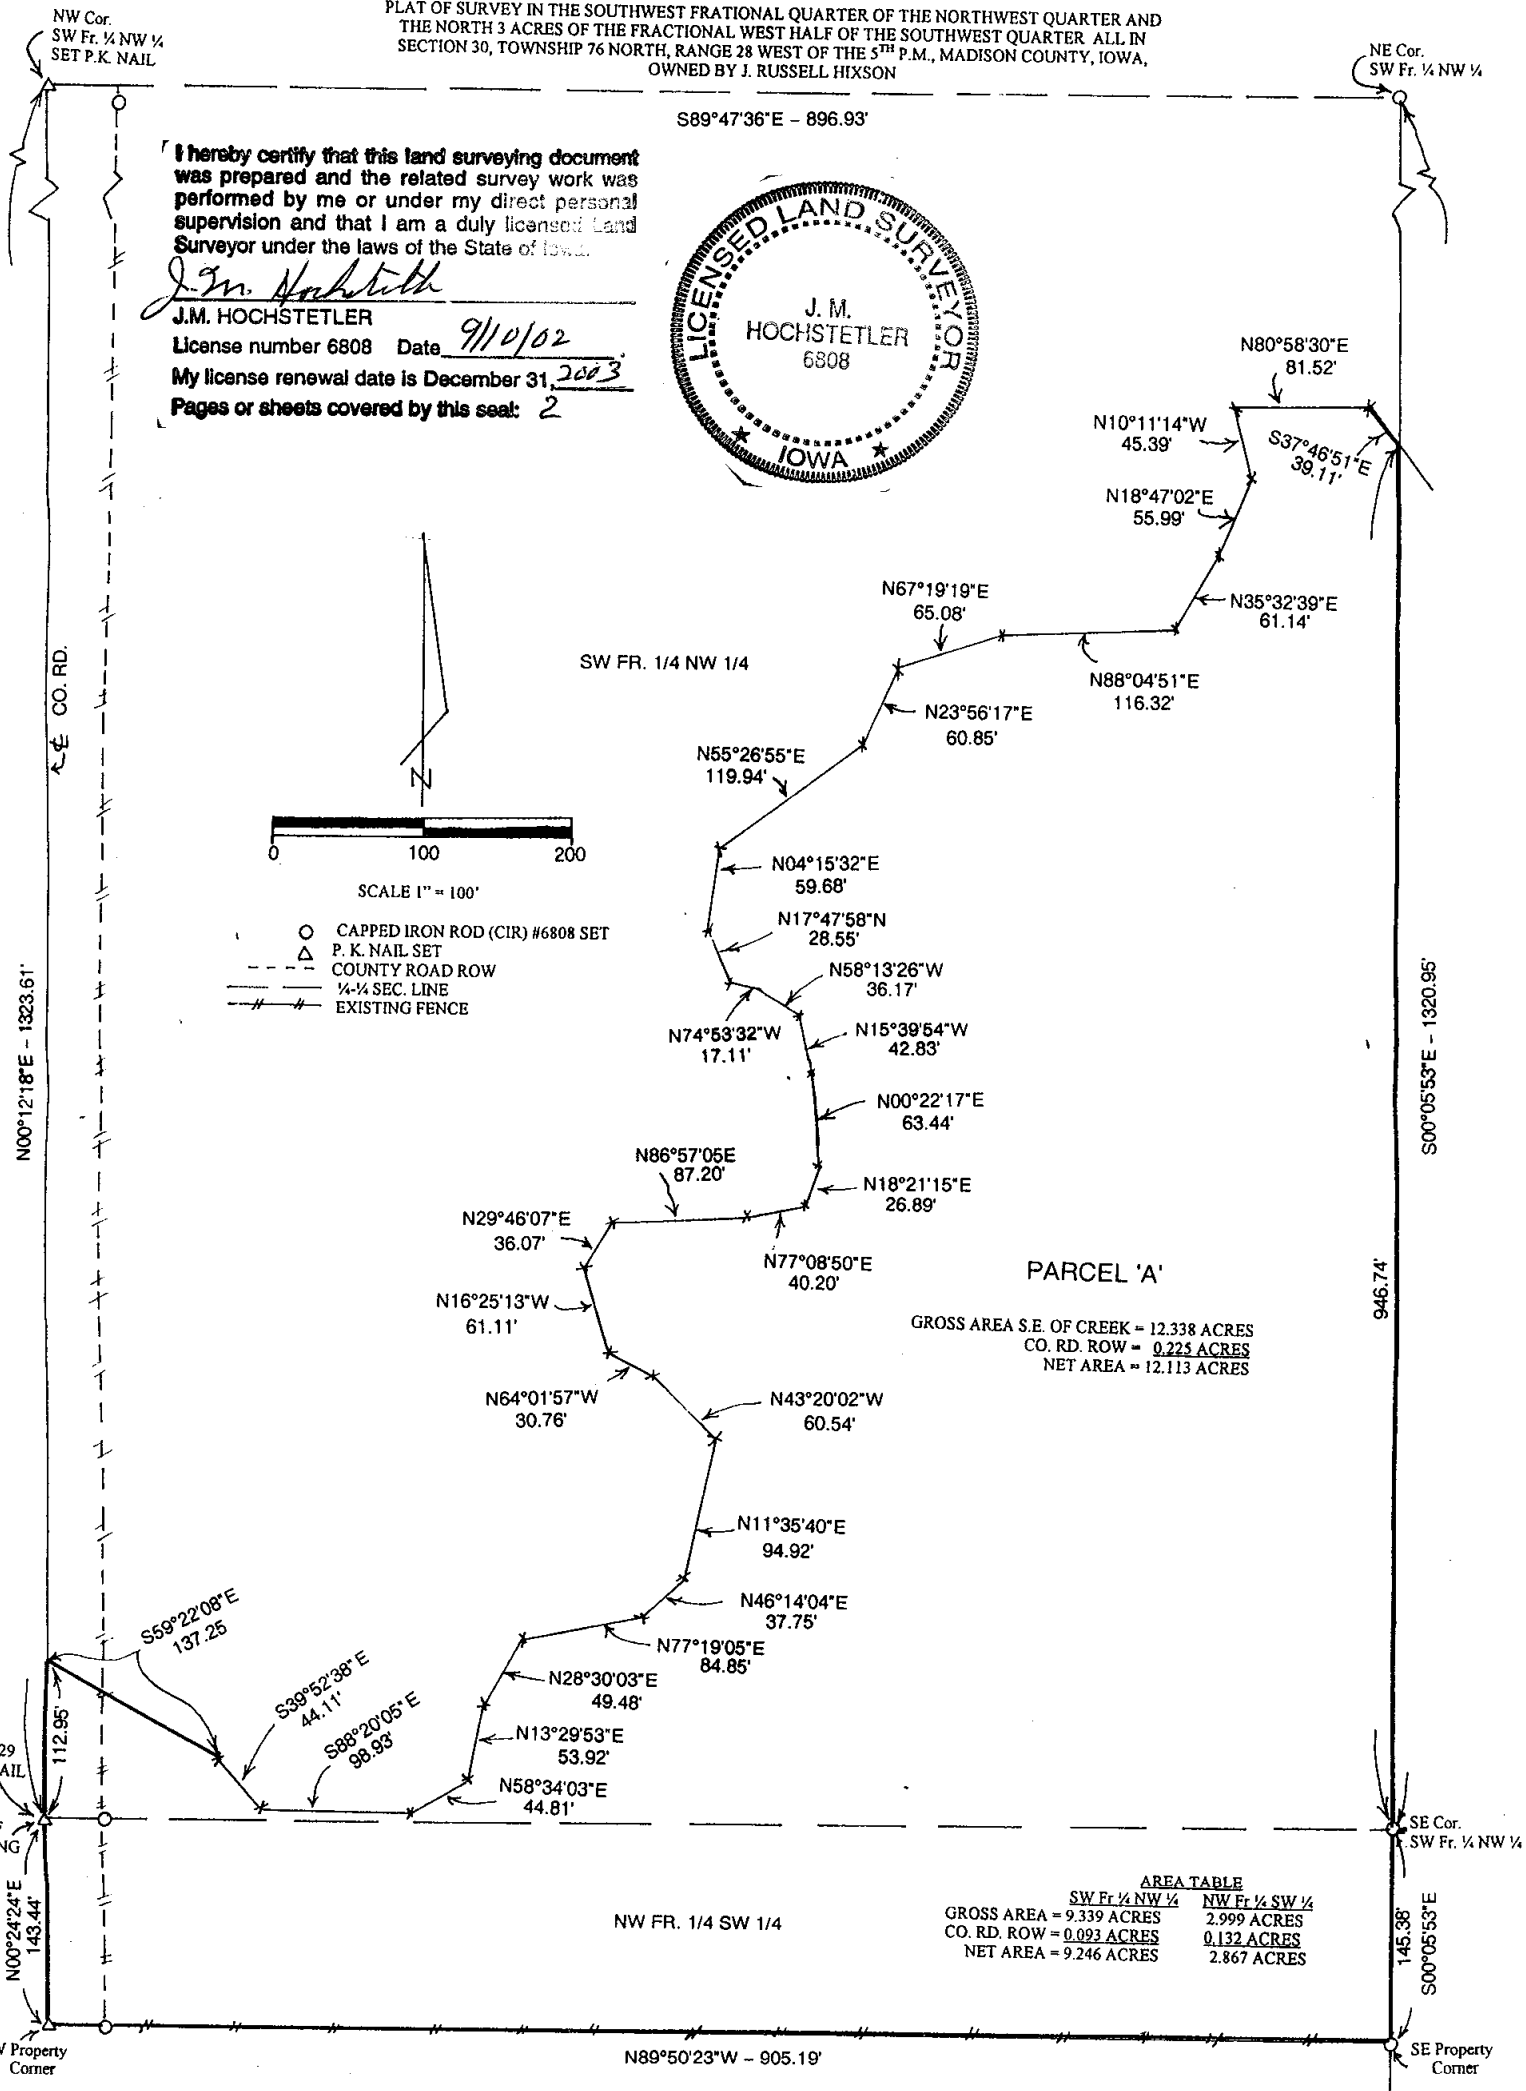 PLAT OF SURVEY IN THE SOUTHWEST FRATIONAL QUARTER OF THE NORTHWEST QUARTER AND
THE NORTH 3 ACRES OF THE FRACTIONAL WEST HALF OF THE SOUTHWEST QUARTER ALL IN
SECTION 30, TOWNSHIP 76 NORTH, RANGE 28 WEST OF THE 5TH P.M., MADISON COUNTY, IOWA,
OWNED BY J. RUSSELL HIXSON
NW Cor.
SW Fr. ¼ NW ¼
SET P.K. NAIL
NE Cor.
SW Fr. ¼ NW ¼
S89°47'36"E – 896.93'
I hereby certify that this land surveying document
was prepared and the related survey work was
performed by me or under my direct personal
supervision and that I am a duly licensed Land
Surveyor under the laws of the State of Iowa.
J.M. Hochstetler
J.M. HOCHSTETLER
License number 6808 Date 9/10/02
My license renewal date is December 31, 2003
Pages or sheets covered by this seal: 2
LICENSED LAND SURVEYOR
J. M.
HOCHSTETLER
6808
★ IOWA ★
N80°58'30"E
81.52'
N10°11'14"W
45.39'
S37°46'51"E
39.11'
N18°47'02"E
55.99'
N35°32'39"E
61.14'
N67°19'19"E
65.08'
N88°04'51"E
116.32'
SW FR. 1/4 NW 1/4
N23°56'17"E
60.85'
N55°26'55"E
119.94'
℄ CO. RD.
N
0 100 200
SCALE 1" = 100'
N04°15'32"E
59.68'
N17°47'58"N
28.55'
CAPPED IRON ROD (CIR) #6808 SET
P. K. NAIL SET
COUNTY ROAD ROW
¼-¼ SEC. LINE
EXISTING FENCE
N58°13'26"W
36.17'
N74°53'32"W
17.11'
N15°39'54"W
42.83'
N00°12'18"E - 1323.61'
S00°05'53"E - 1320.95'
N00°22'17"E
63.44'
N86°57'05E
87.20'
N18°21'15"E
26.89'
N29°46'07"E
36.07'
N77°08'50"E
40.20'
PARCEL 'A'
946.74'
N16°25'13"W
61.11'
GROSS AREA S.E. OF CREEK = 12.338 ACRES
CO. RD. ROW = 0.225 ACRES
NET AREA = 12.113 ACRES
N64°01'57"W
30.76'
N43°20'02"W
60.54'
N11°35'40"E
94.92'
N46°14'04"E
37.75'
N77°19'05"E
84.85'
S59°22'08"E
137.25
S39°52'38"E
44.11'
S88°20'05"E
98.93'
N28°30'03"E
49.48'
N13°29'53"E
53.92'
N58°34'03"E
44.81'
112.95'
29
AIL
NG
SE Cor.
SW Fr. ¼ NW ¼
N00°24'24"E
143.44'
NW FR. 1/4 SW 1/4
AREA TABLE
SW Fr ¼ NW ¼ NW Fr ¼ SW ¼
GROSS AREA = 9.339 ACRES 2.999 ACRES
CO. RD. ROW = 0.093 ACRES 0.132 ACRES
NET AREA = 9.246 ACRES 2.867 ACRES
145.38'
S00°05'53"E
Property
Corner
N89°50'23"W – 905.19'
SE Property
Corner